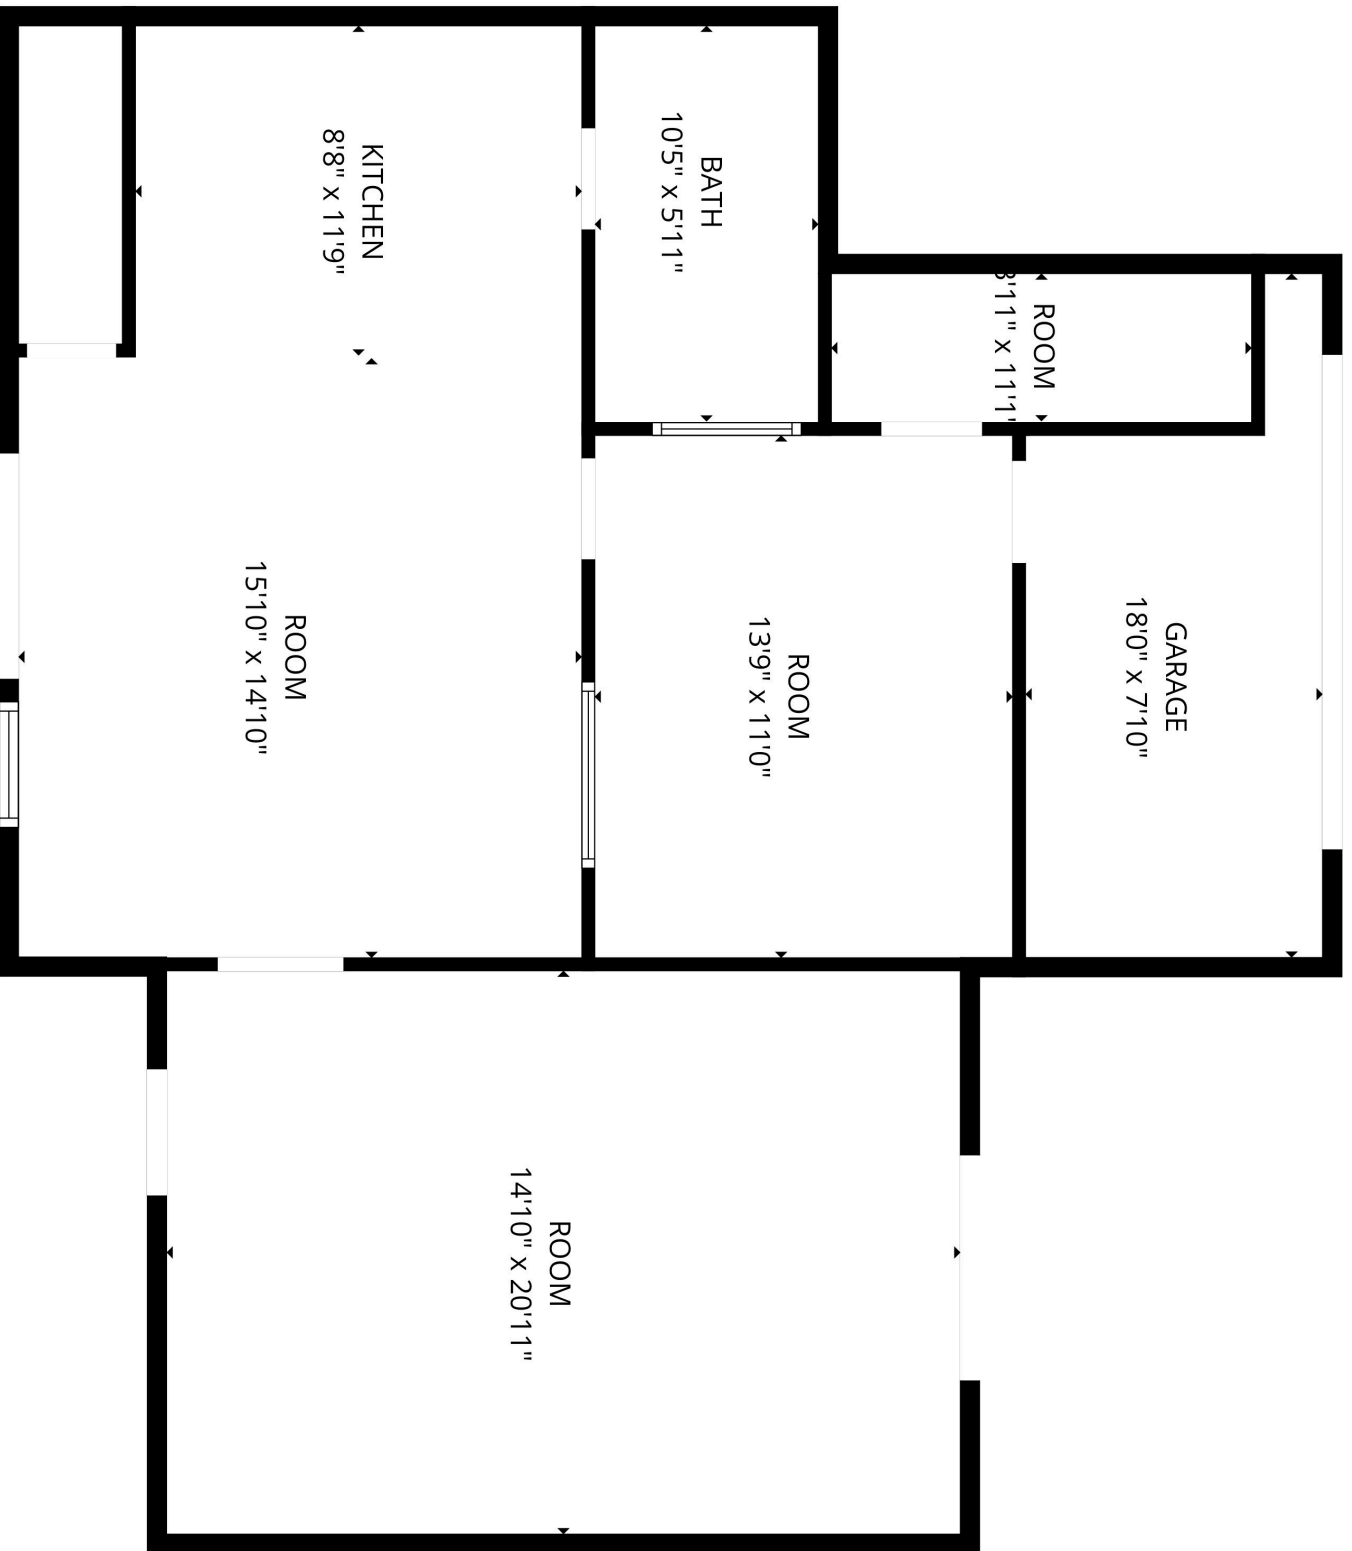 KITCHEN
8'8" x 11'9"
BATH
10'5" x 5'11"
ROOM
3'11" x 11'1"
ROOM
15'10" x 14'10"
ROOM
13'9" x 11'0"
GARAGE
18'0" x 7'10"
ROOM
14'10" x 20'11"